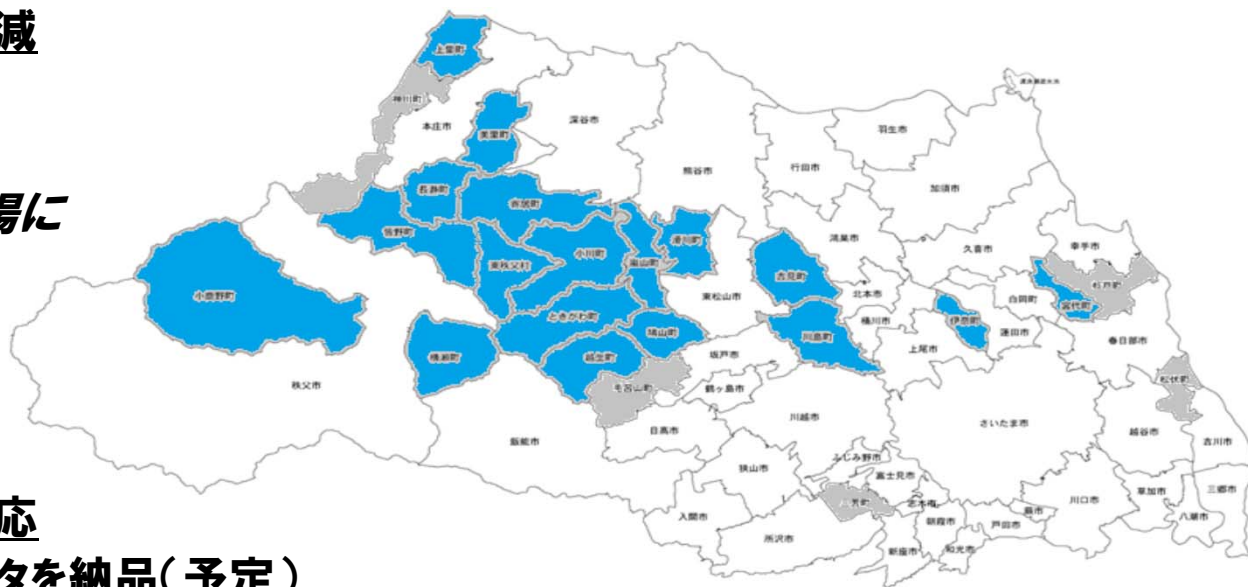 減
場に
応
タを納品(予定)
上里町
神川町
本庄市
美里町
深谷市
熊谷市
行田市
羽生市
加須市
長瀞町
寄居町
皆野町
東秩父村
小川町
嵐山町
滑川町
東松山市
吉見町
鴻巣市
北本市
久喜市
幸手市
杉戸町
宮代町
白岡町
小鹿野町
ときがわ町
鳩山町
川島町
桶川市
伊奈町
蓮田市
春日部市
上尾市
秩父市
横瀬町
越生町
毛呂山町
坂戸市
鶴ヶ島市
川越市
さいたま市
松伏町
越谷市
吉川市
飯能市
日高市
狭山市
ふじみ野市
富士見市
三芳町
志木市
入間市
所沢市
新座市
朝霞市
和光市
戸田市
蕨市
川口市
草加市
八潮市
三郷市